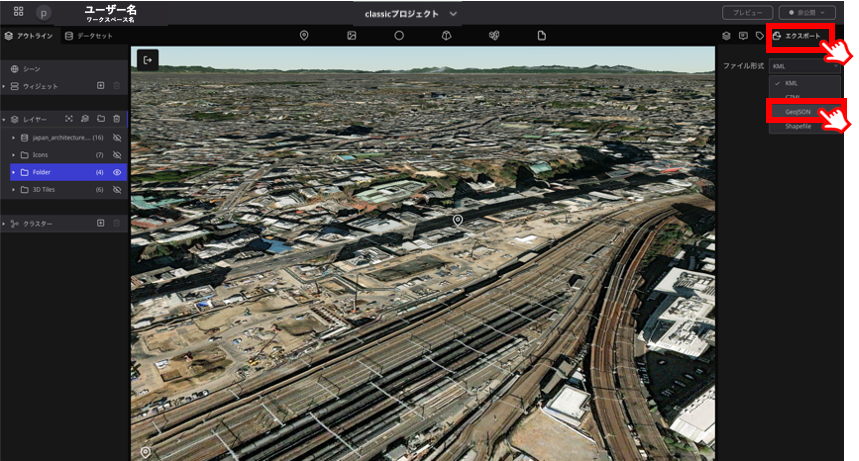 p
ユーザー名
ワークスペース名
classicプロジェクト
プレビュー
非公開
アウトライン
データセット
エクスポート
シーン
ウィジェット
レイヤー
japan_architecture,... (16)
Icons (7)
Folder (4)
3D Tiles (6)
クラスター
ファイル形式
KML
KML
GeoJSON
Shapefile